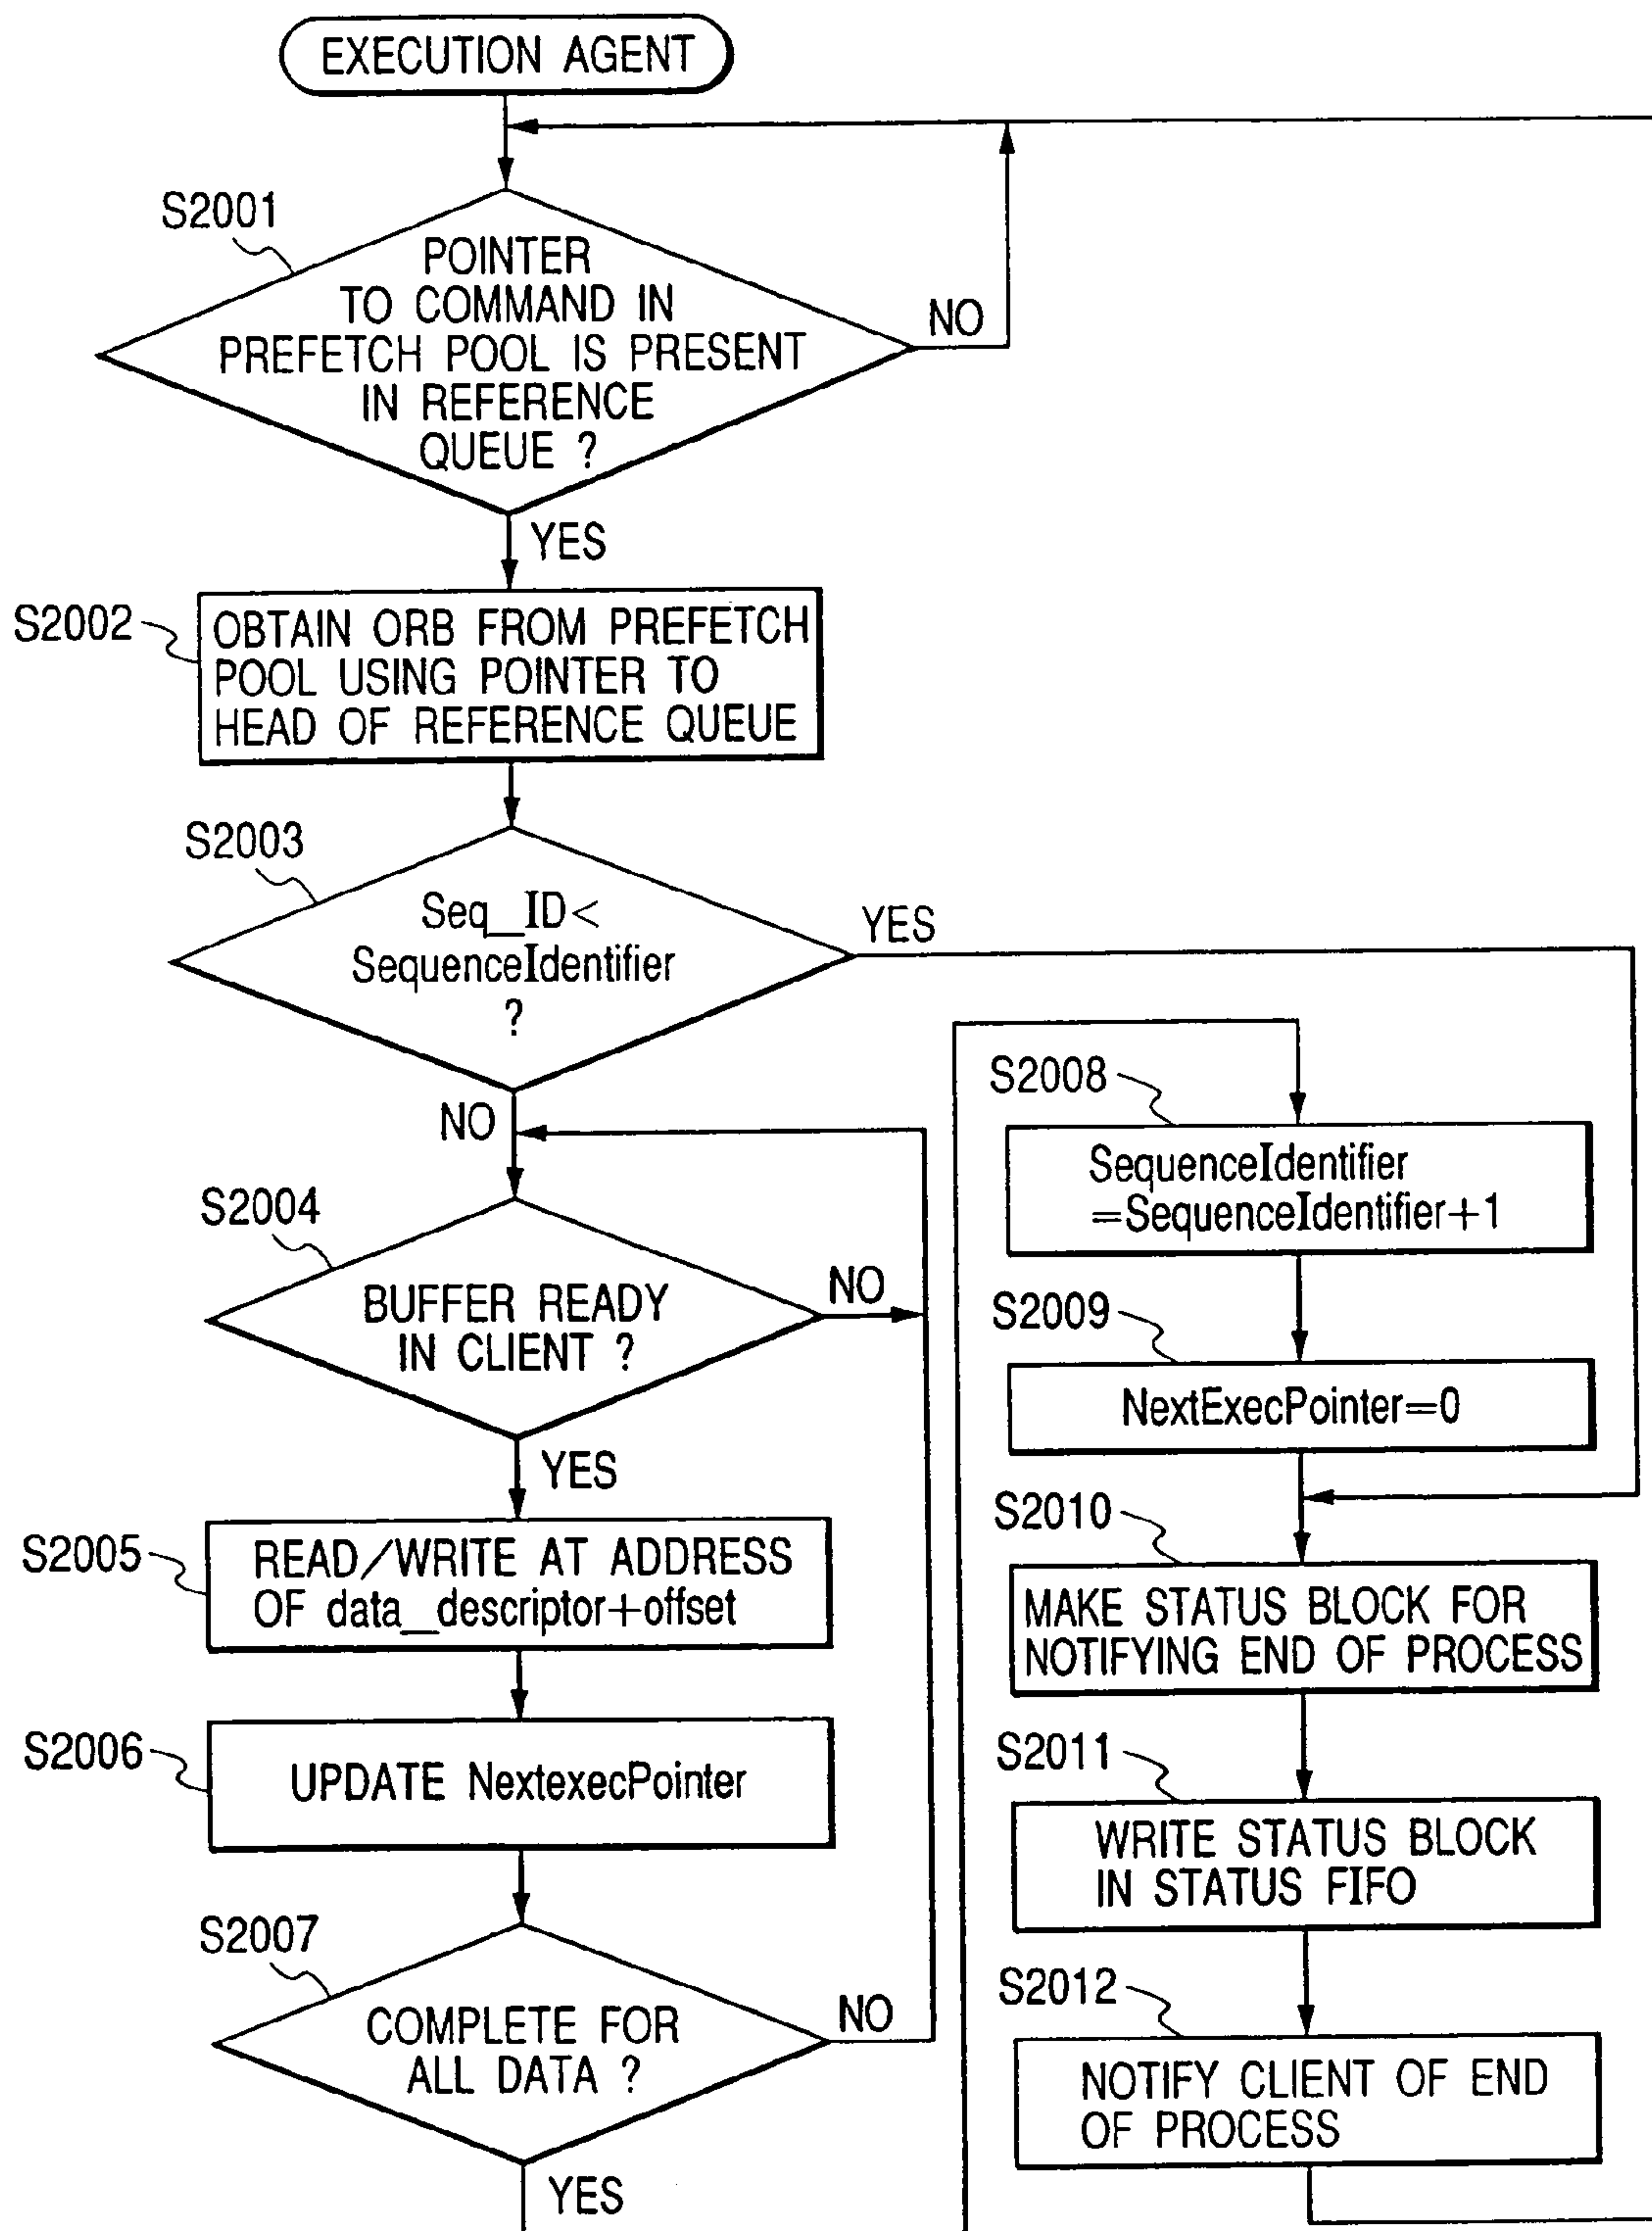 EXECUTION AGENT
S2001
POINTER
TO COMMAND IN
PREFETCH POOL IS PRESENT
IN REFERENCE
QUEUE ?
NO
YES
S2002
OBTAIN ORB FROM PREFETCH
POOL USING POINTER TO
HEAD OF REFERENCE QUEUE
S2003
Seq_ID<
SequenceIdentifier
?
YES
NO
S2004
BUFFER READY
IN CLIENT ?
NO
YES
S2005
READ/WRITE AT ADDRESS
OF data_descriptor+offset
S2006
UPDATE NextexecPointer
S2007
COMPLETE FOR
ALL DATA ?
NO
YES
S2008
SequenceIdentifier
=SequenceIdentifier+1
S2009
NextExecPointer=0
S2010
MAKE STATUS BLOCK FOR
NOTIFYING END OF PROCESS
S2011
WRITE STATUS BLOCK
IN STATUS FIFO
S2012
NOTIFY CLIENT OF END
OF PROCESS